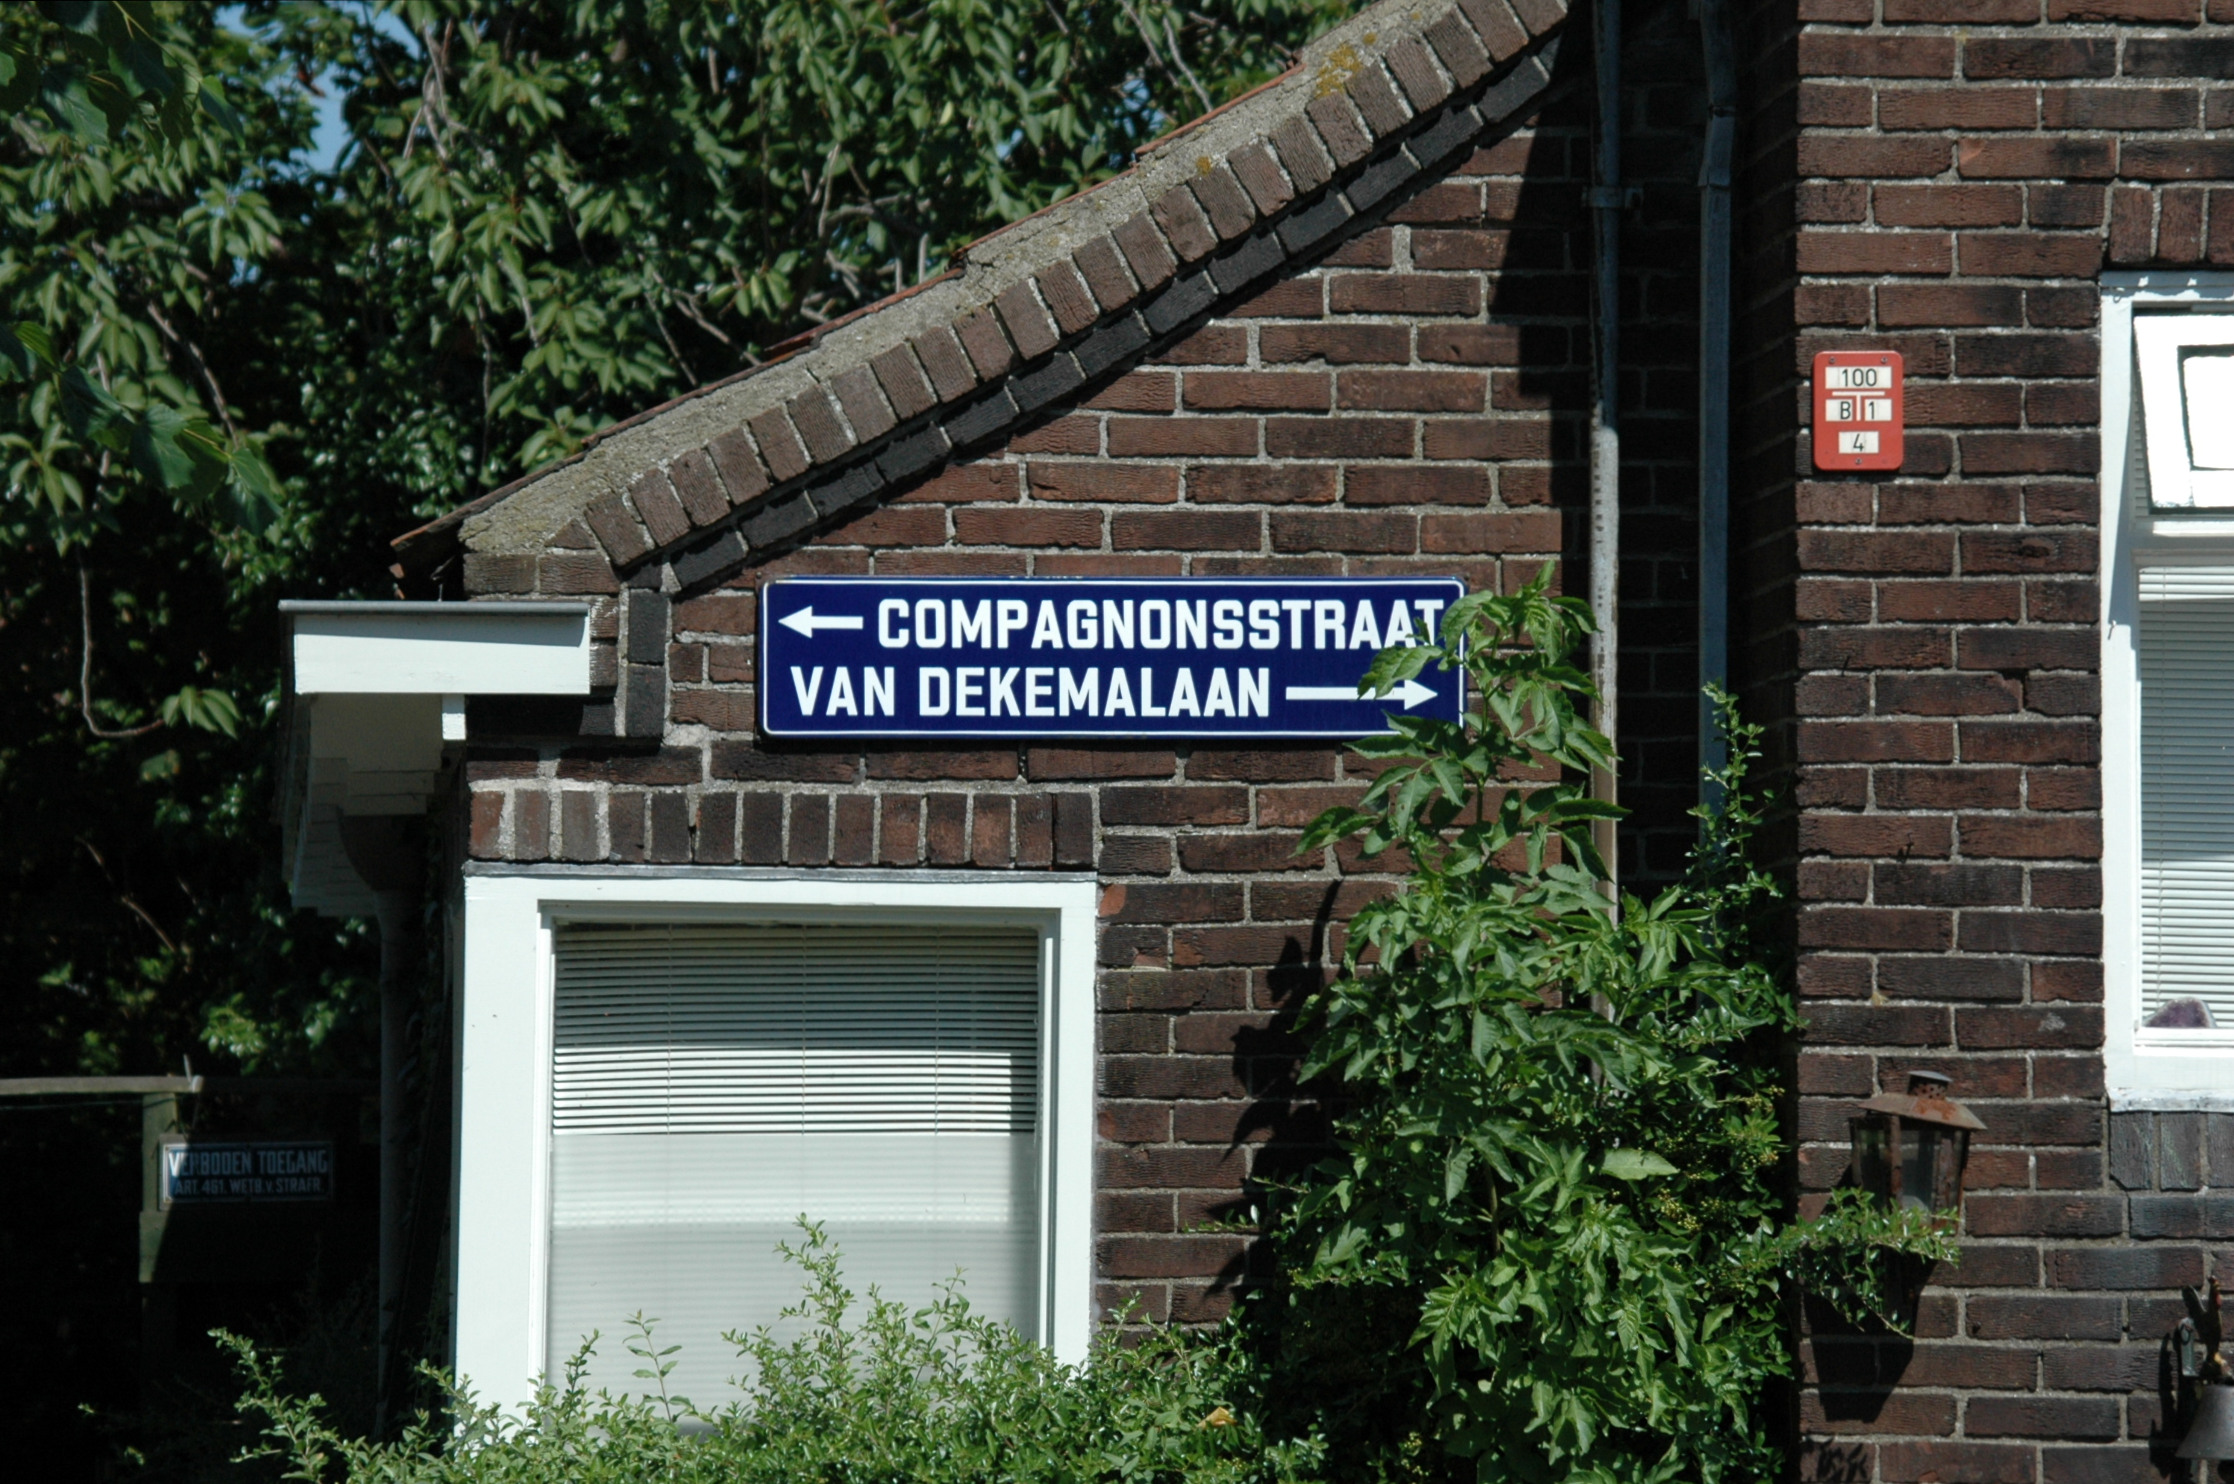 ← COMPAGNONSSTRAAT
VAN DEKEMALAAN →
100
B 1
4
VERBODEN TOEGANG
ART. 461. WETB. v. STRAFR.